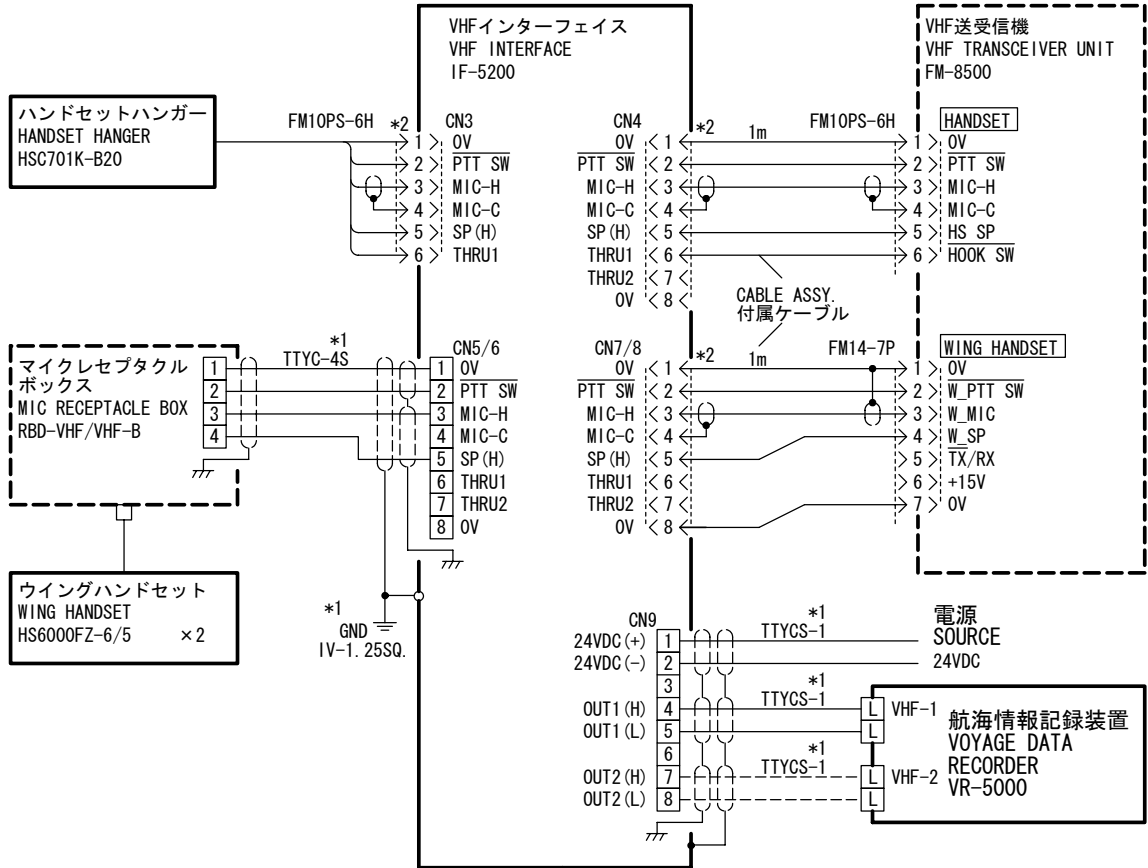 VHFインターフェイス
VHF INTERFACE
IF-5200
VHF送受信機
VHF TRANSCEIVER UNIT
FM-8500
ハンドセットハンガー
HANDSET HANGER
HSC701K-B20
FM10PS-6H
*2
CN3
1 0V
2 PTT SW
3 MIC-H
4 MIC-C
5 SP(H)
6 THRU1
CN4
*2
1m
FM10PS-6H
HANDSET
0V 1
PTT SW 2
MIC-H 3
MIC-C 4
SP(H) 5
THRU1 6
THRU2 7
0V 8
1 0V
2 PTT SW
3 MIC-H
4 MIC-C
5 HS SP
6 HOOK SW
CABLE ASSY.
付属ケーブル
マイクレセプタクル
ボックス
MIC RECEPTACLE BOX
RBD-VHF/VHF-B
1
2
3
4
*1
TTYC-4S
CN5/6
1 0V
2 PTT SW
3 MIC-H
4 MIC-C
5 SP(H)
6 THRU1
7 THRU2
8 0V
CN7/8
*2
1m
FM14-7P
WING HANDSET
0V 1
PTT SW 2
MIC-H 3
MIC-C 4
SP(H) 5
THRU1 6
THRU2 7
0V 8
1 0V
2 W_PTT SW
3 W_MIC
4 W_SP
5 TX/RX
6 +15V
7 0V
ウイングハンドセット
WING HANDSET
HS6000FZ-6/5 ×2
*1
GND
IV-1.25SQ.
CN9
24VDC(+) 1
24VDC(-) 2
3
OUT1(H) 4
OUT1(L) 5
6
OUT2(H) 7
OUT2(L) 8
*1
TTYCS-1
電源
SOURCE
24VDC
*1
TTYCS-1
L VHF-1
L
*1
TTYCS-1
L VHF-2
L
航海情報記録装置
VOYAGE DATA
RECORDER
VR-5000